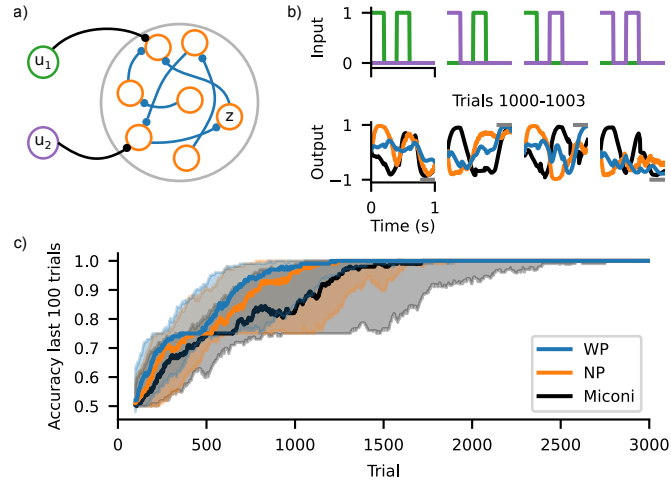 a)
u1
u2
z
b)
Input
1
0
Trials 1000-1003
Output
1
−1
0 1
Time (s)
c)
Accuracy last 100 trials
1.0
0.9
0.8
0.7
0.6
0.5
WP
NP
Miconi
0 500 1000 1500 2000 2500 3000
Trial